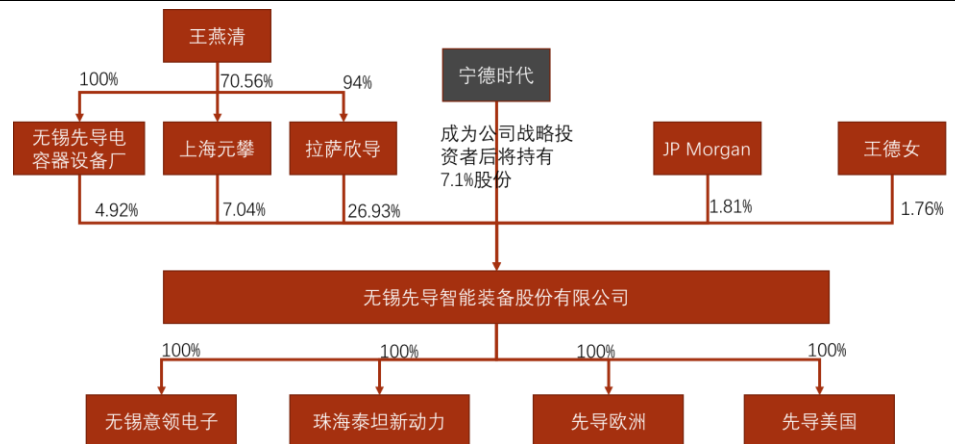 王燕清
100%
70.56%
94%
宁德时代
无锡先导电
容器设备厂
上海元攀
拉萨欣导
成为公司战略投
资者后将持有
7.1%股份
JP Morgan
王德女
4.92%
7.04%
26.93%
1.81%
1.76%
无锡先导智能装备股份有限公司
100%
100%
100%
100%
无锡意领电子
珠海泰坦新动力
先导欧洲
先导美国